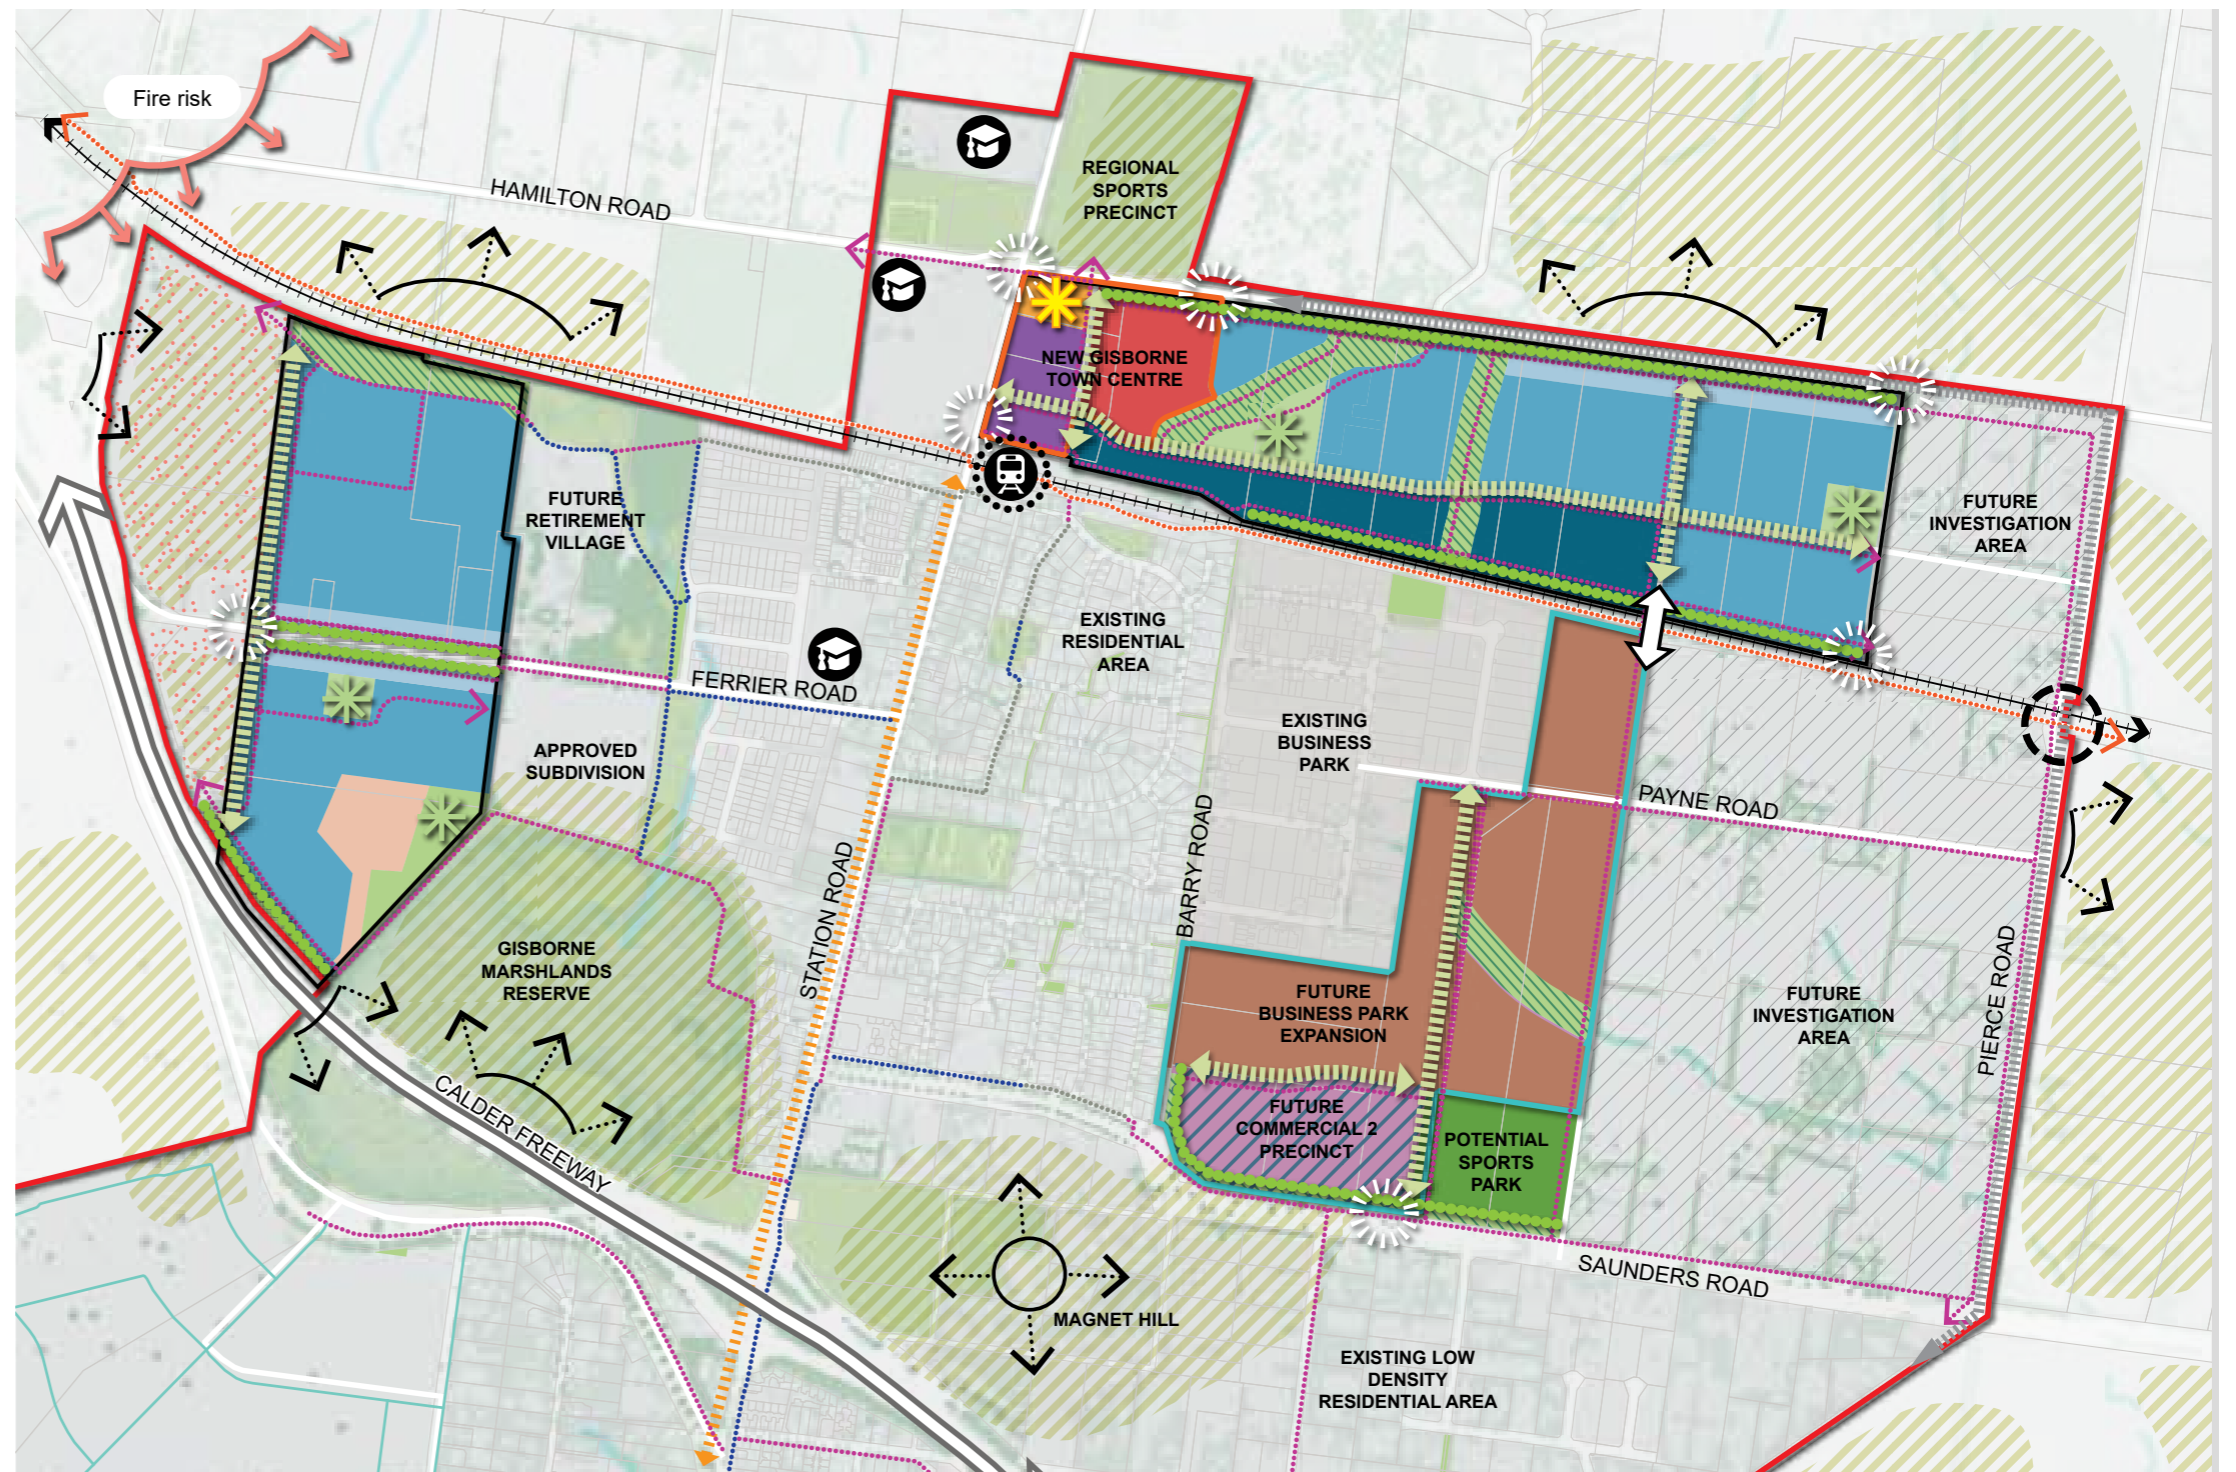 Fire risk
HAMILTON ROAD
REGIONAL
SPORTS
PRECINCT
NEW GISBORNE
TOWN CENTRE
FUTURE
RETIREMENT
VILLAGE
FUTURE
INVESTIGATION
AREA
EXISTING
RESIDENTIAL
AREA
FERRIER ROAD
EXISTING
BUSINESS
PARK
APPROVED
SUBDIVISION
PAYNE ROAD
STATION ROAD
BARRY ROAD
GISBORNE
MARSHLANDS
RESERVE
FUTURE
BUSINESS PARK
EXPANSION
FUTURE
INVESTIGATION
AREA
PIERCE ROAD
CALDER FREEWAY
FUTURE
COMMERCIAL 2
PRECINCT
POTENTIAL
SPORTS
PARK
SAUNDERS ROAD
MAGNET HILL
EXISTING LOW
DENSITY
RESIDENTIAL AREA